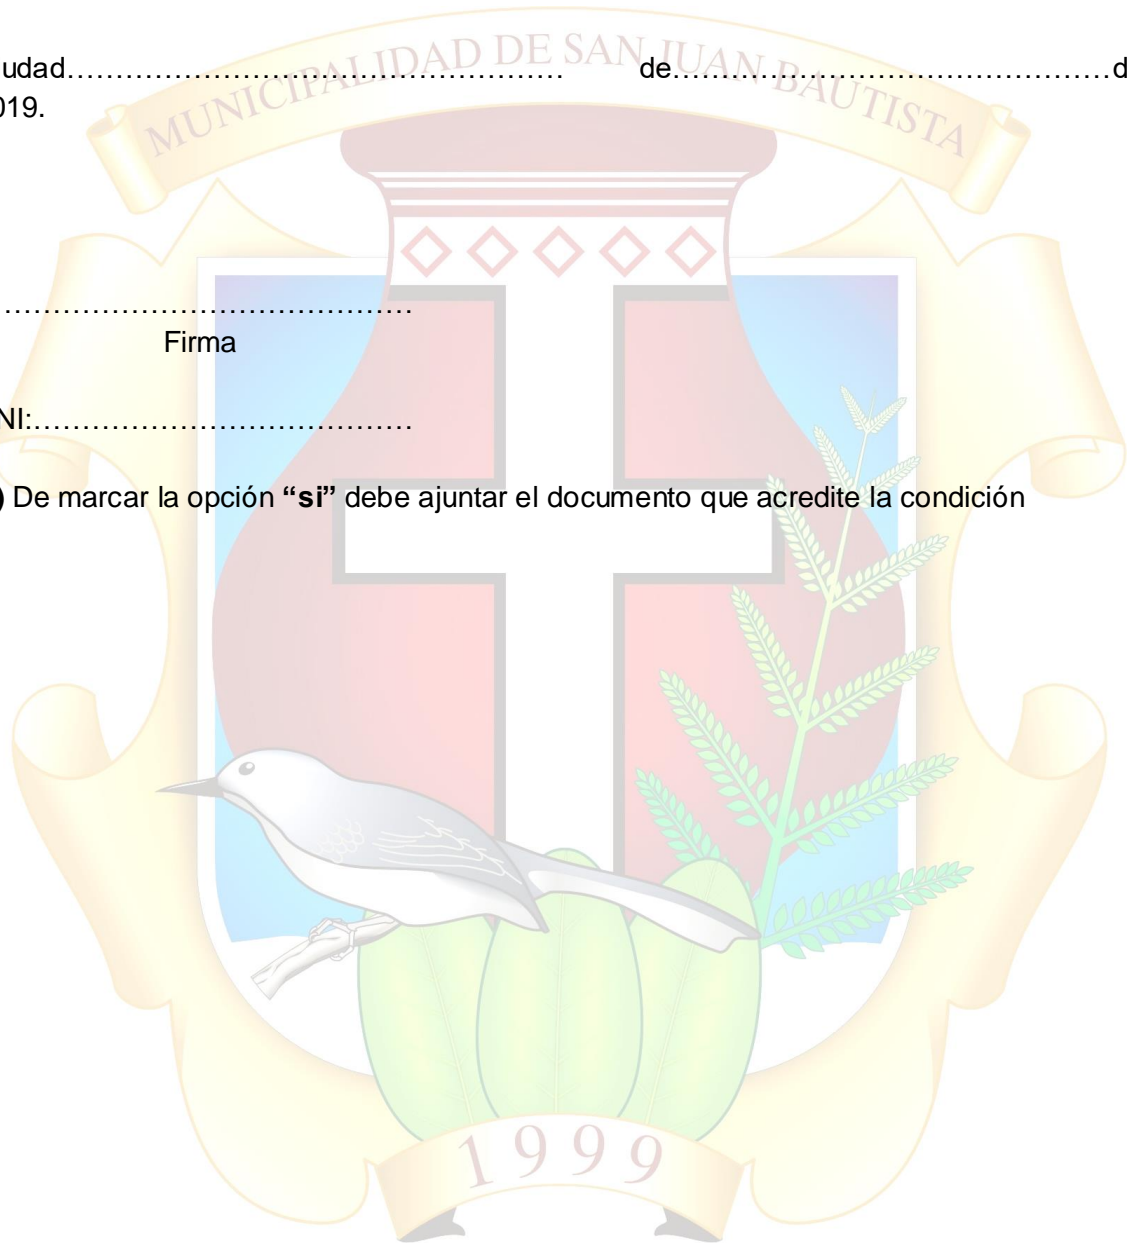 MUNICIPALIDAD DE SAN JUAN BAUTISTA
udad…………………………………………… de………………………………………d
019.
……………………………………
Firma
NI:…………………………………
) De marcar la opción “si” debe ajuntar el documento que acredite la condición
1999